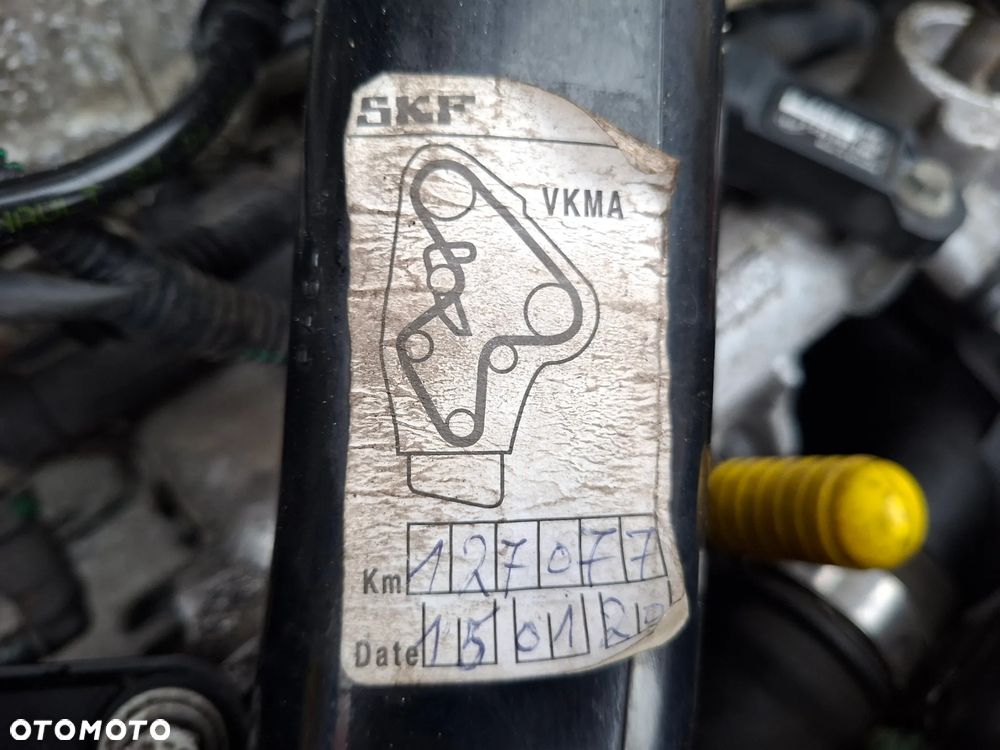 SKF
VKMA
Km 127077
Date 15 01 20
OTOMOTO